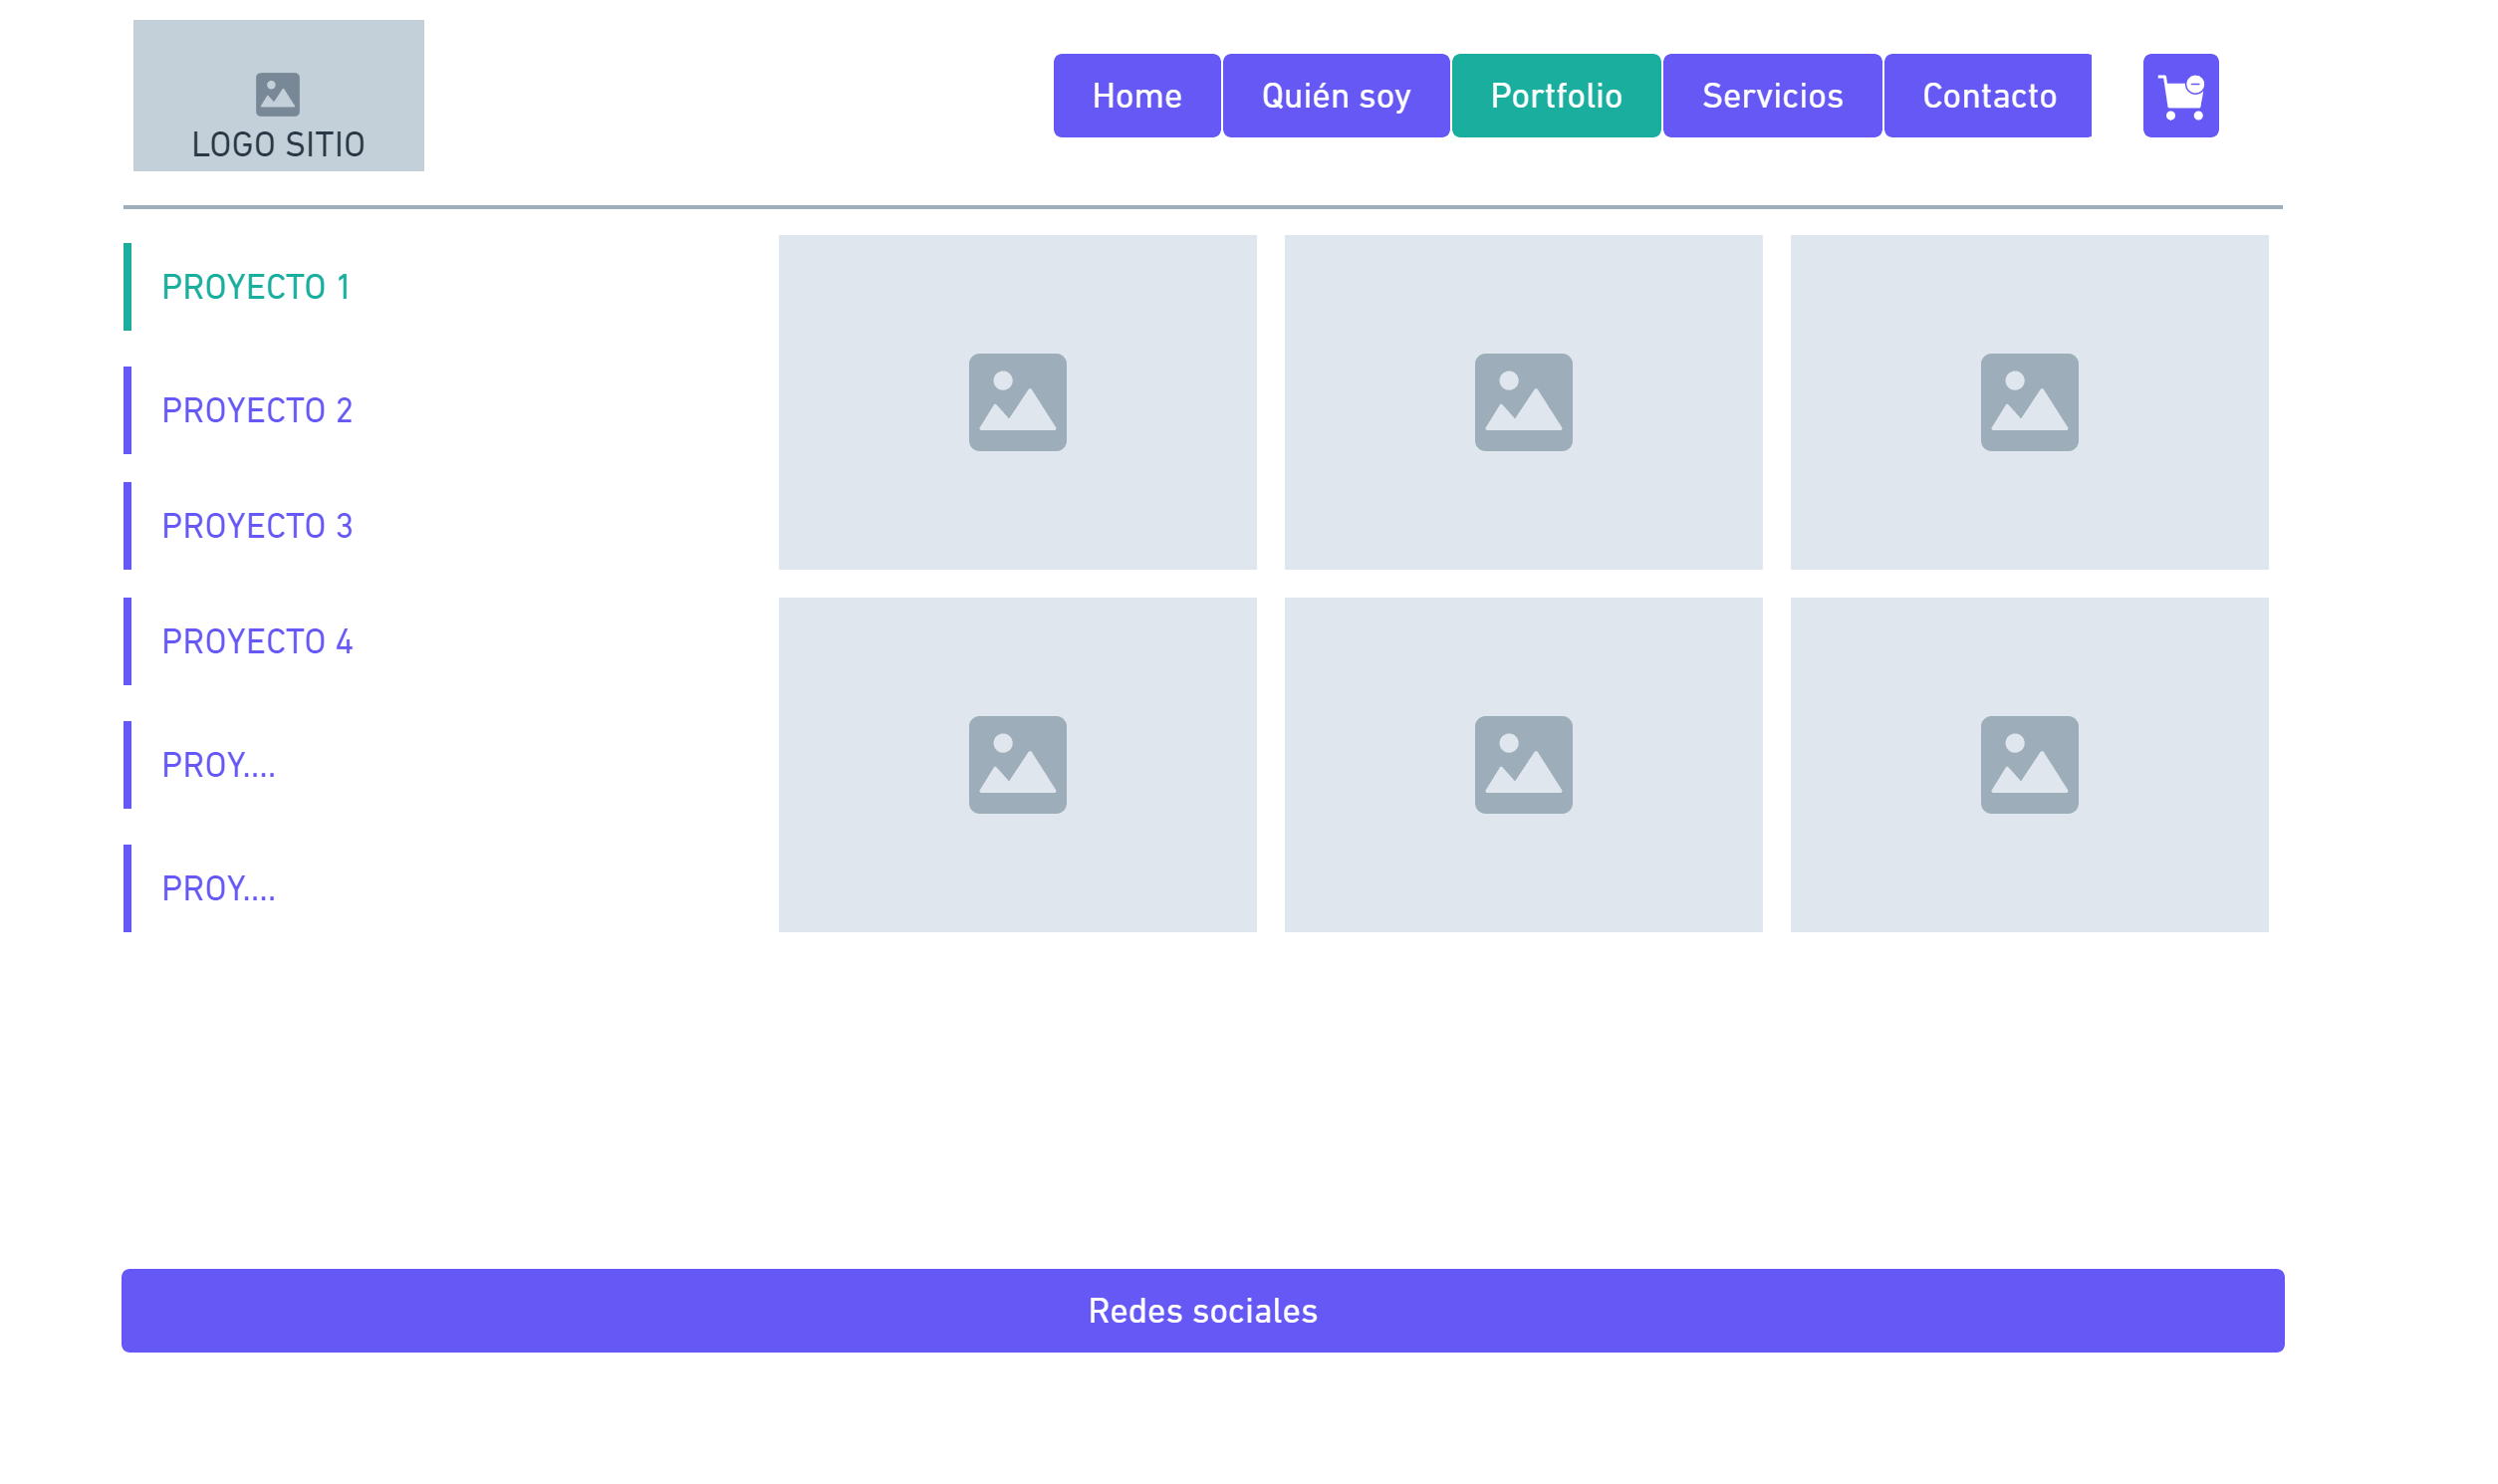 LOGO SITIO
Home
Quién soy
Portfolio
Servicios
Contacto
PROYECTO 1
PROYECTO 2
PROYECTO 3
PROYECTO 4
PROY....
PROY....
Redes sociales